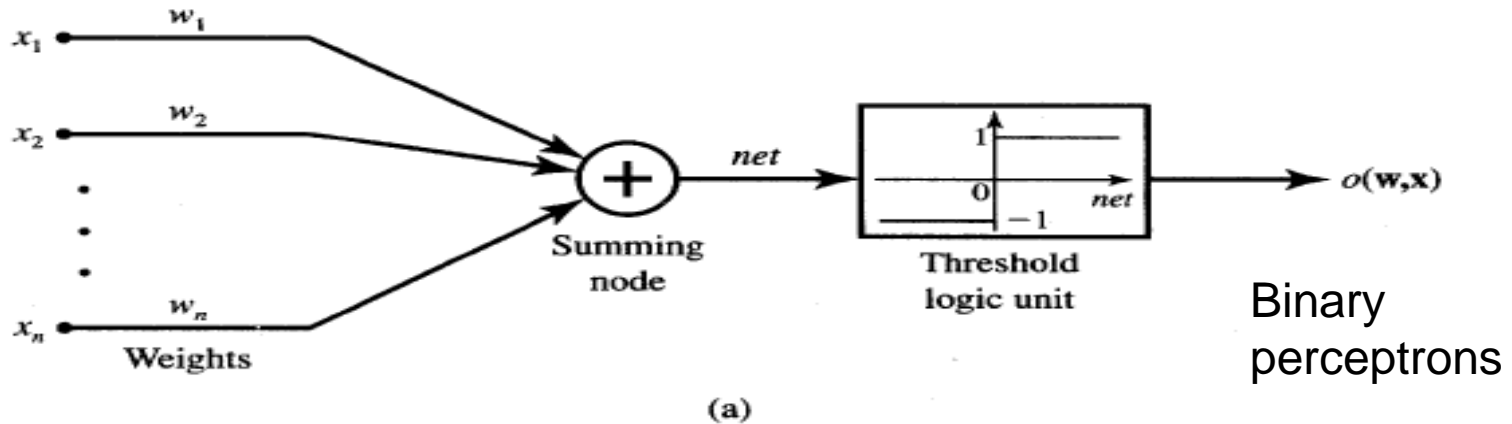 w₁
x₁
w₂
x₂
net
1
0
net
−1
o(w,x)
Summing
node
Threshold
logic unit
wₙ
xₙ
Weights
Binary
perceptrons
(a)